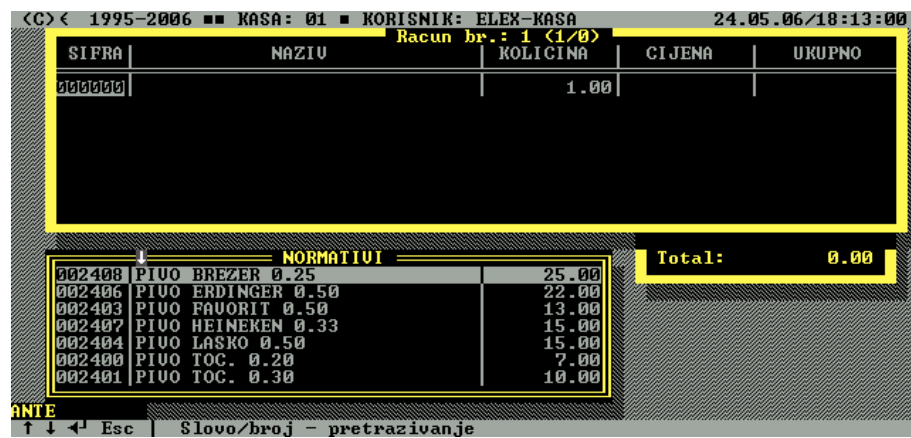 (C)< 1995-2006 ■■ KASA: 01 ■ KORISNIK: ELEX-KASA 24.05.06/18:13:00
Racun br.: 1 (1/0)
SIFRA NAZIV KOLICINA CIJENA UKUPNO
000000 1.00
NORMATIVI
002408 PIVO BREZER 0.25 25.00
002406 PIVO ERDINGER 0.50 22.00
002403 PIVO FAVORIT 0.50 13.00
002407 PIVO HEINEKEN 0.33 15.00
002404 PIVO LASKO 0.50 15.00
002400 PIVO TOC. 0.20 7.00
002401 PIVO TOC. 0.30 10.00
Total: 0.00
ANTE
↑ ↓ ↵ Esc | Slovo/broj - pretrazivanje